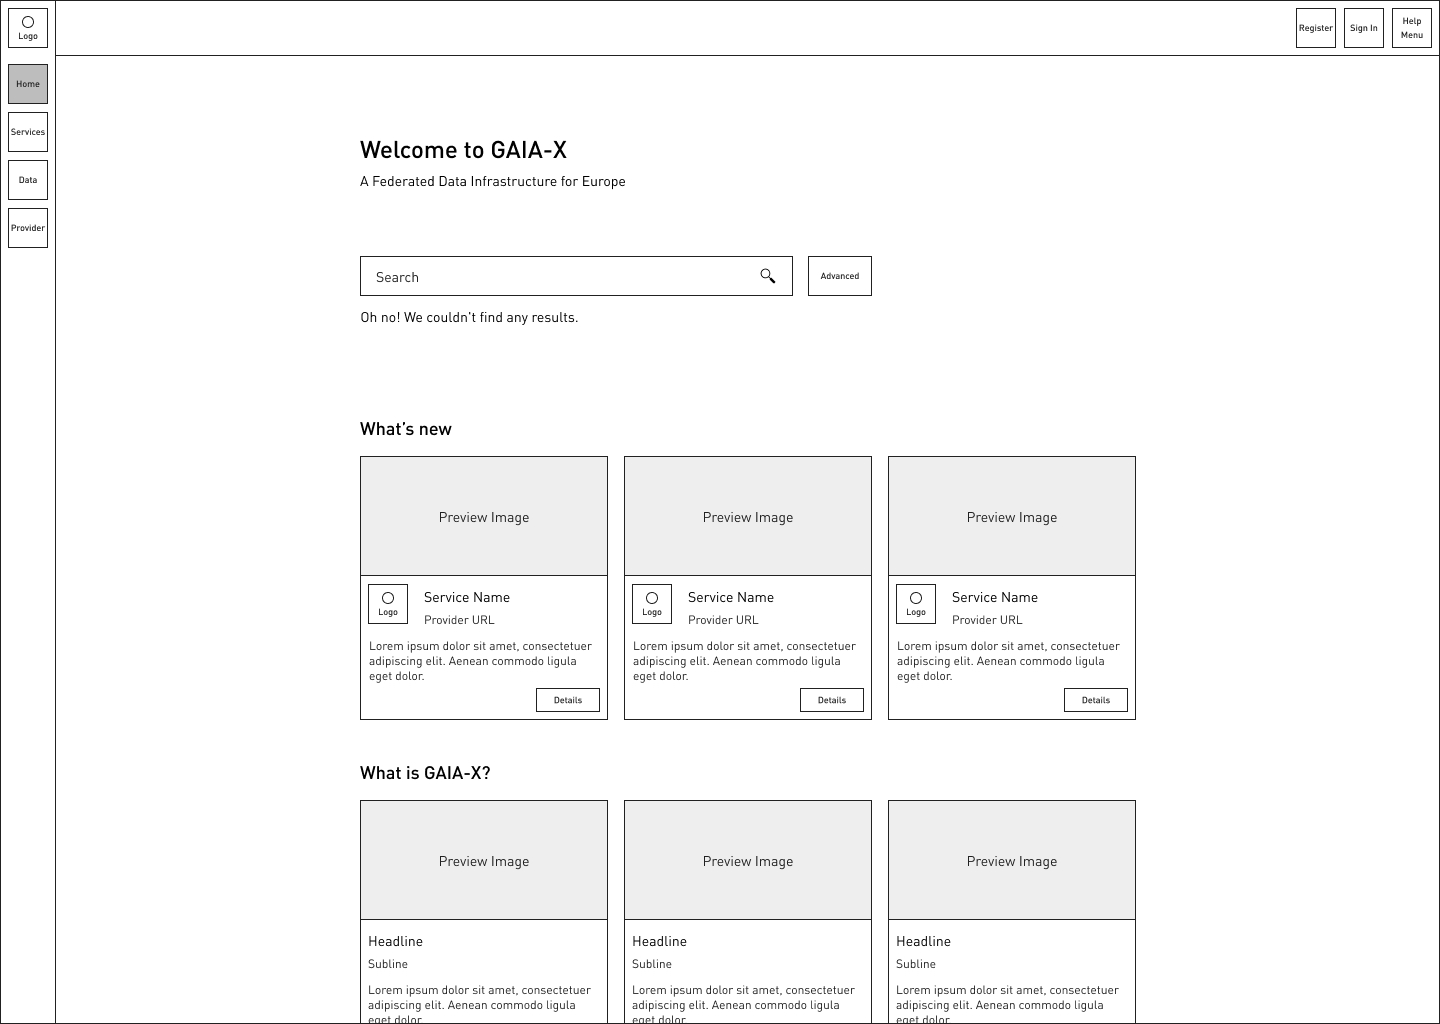 Logo
Register
Sign In
Help
Menu
Home
Services
Data
Provider
Welcome to GAIA-X
A Federated Data Infrastructure for Europe
Search
Advanced
Oh no! We couldn't find any results.
What’s new
Preview Image
Logo
Service Name
Provider URL
Lorem ipsum dolor sit amet, consectetuer
adipiscing elit. Aenean commodo ligula
eget dolor.
Details
Preview Image
Logo
Service Name
Provider URL
Lorem ipsum dolor sit amet, consectetuer
adipiscing elit. Aenean commodo ligula
eget dolor.
Details
Preview Image
Logo
Service Name
Provider URL
Lorem ipsum dolor sit amet, consectetuer
adipiscing elit. Aenean commodo ligula
eget dolor.
Details
What is GAIA-X?
Preview Image
Headline
Subline
Lorem ipsum dolor sit amet, consectetuer
adipiscing elit. Aenean commodo ligula
eget dolor.
Preview Image
Headline
Subline
Lorem ipsum dolor sit amet, consectetuer
adipiscing elit. Aenean commodo ligula
eget dolor.
Preview Image
Headline
Subline
Lorem ipsum dolor sit amet, consectetuer
adipiscing elit. Aenean commodo ligula
eget dolor.